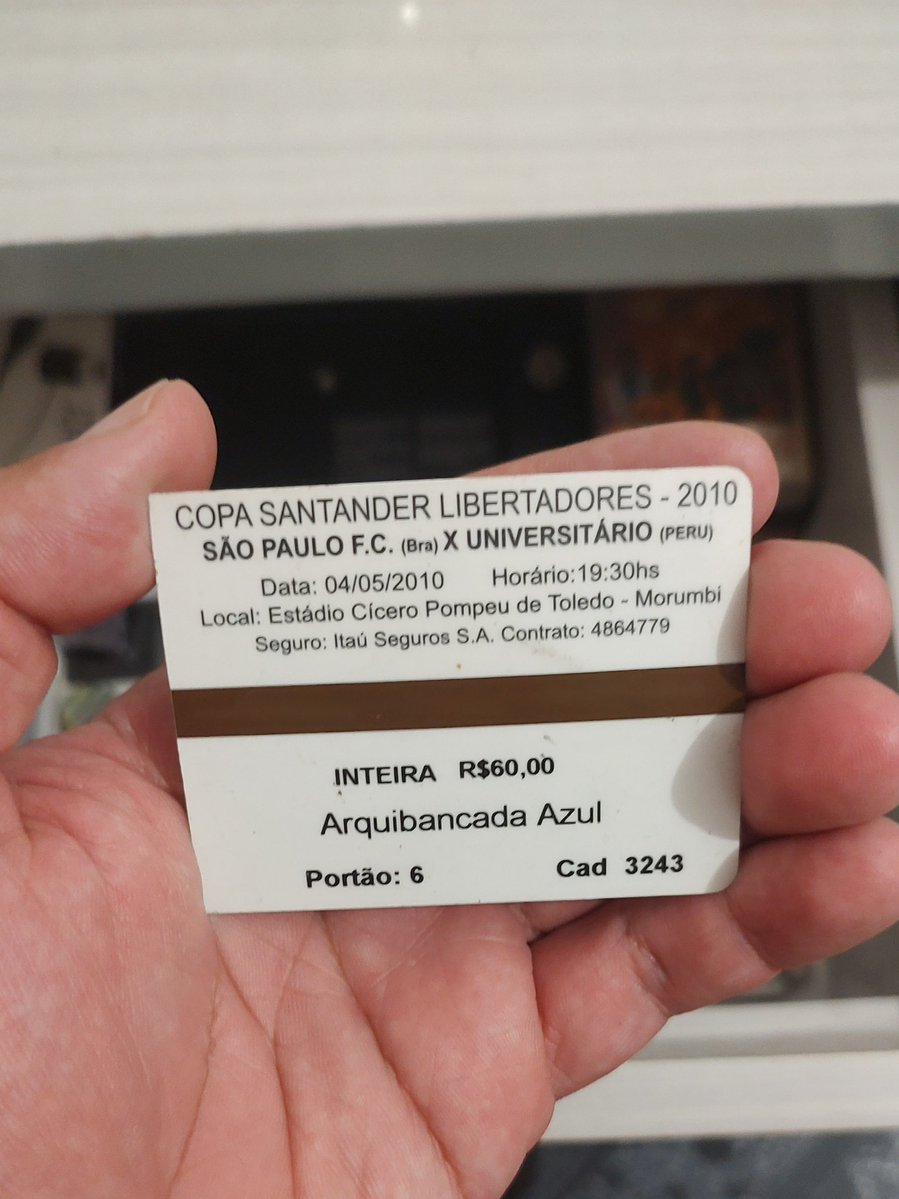 COPA SANTANDER LIBERTADORES - 2010
SÃO PAULO F.C. (Bra) X UNIVERSITÁRIO (PERU)
Data: 04/05/2010 Horário:19:30hs
Local: Estádio Cícero Pompeu de Toledo - Morumbi
Seguro: Itaú Seguros S.A. Contrato: 4864779
INTEIRA R$60,00
Arquibancada Azul
Portão: 6 Cad 3243